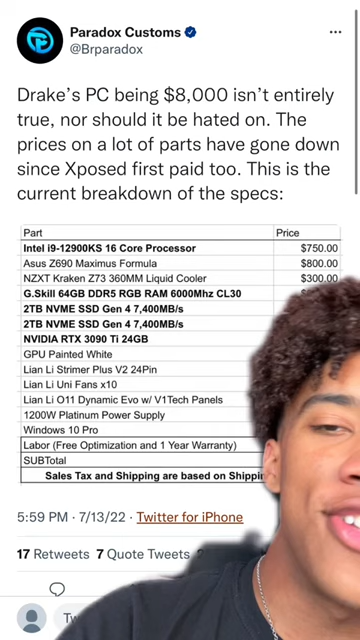 Paradox Customs
@Brparadox
Drake's PC being $8,000 isn't entirely
true, nor should it be hated on. The
prices on a lot of parts have gone down
since Xposed first paid too. This is the
current breakdown of the specs:
Part Price
Intel i9-12900KS 16 Core Processor $750.00
Asus Z690 Maximus Formula $800.00
NZXT Kraken Z73 360MM Liquid Cooler $300.00
G.Skill 64GB DDR5 RGB RAM 6000Mhz CL30
2TB NVME SSD Gen 4 7,400MB/s
2TB NVME SSD Gen 4 7,400MB/s
NVIDIA RTX 3090 Ti 24GB
GPU Painted White
Lian Li Strimer Plus V2 24Pin
Lian Li Uni Fans x10
Lian Li O11 Dynamic Evo w/ V1Tech Panels
1200W Platinum Power Supply
Windows 10 Pro
Labor (Free Optimization and 1 Year Warranty)
SUBTotal
Sales Tax and Shipping are based on
5:59 PM · 7/13/22 · Twitter for iPhone
17 Retweets 7 Quote Tweets